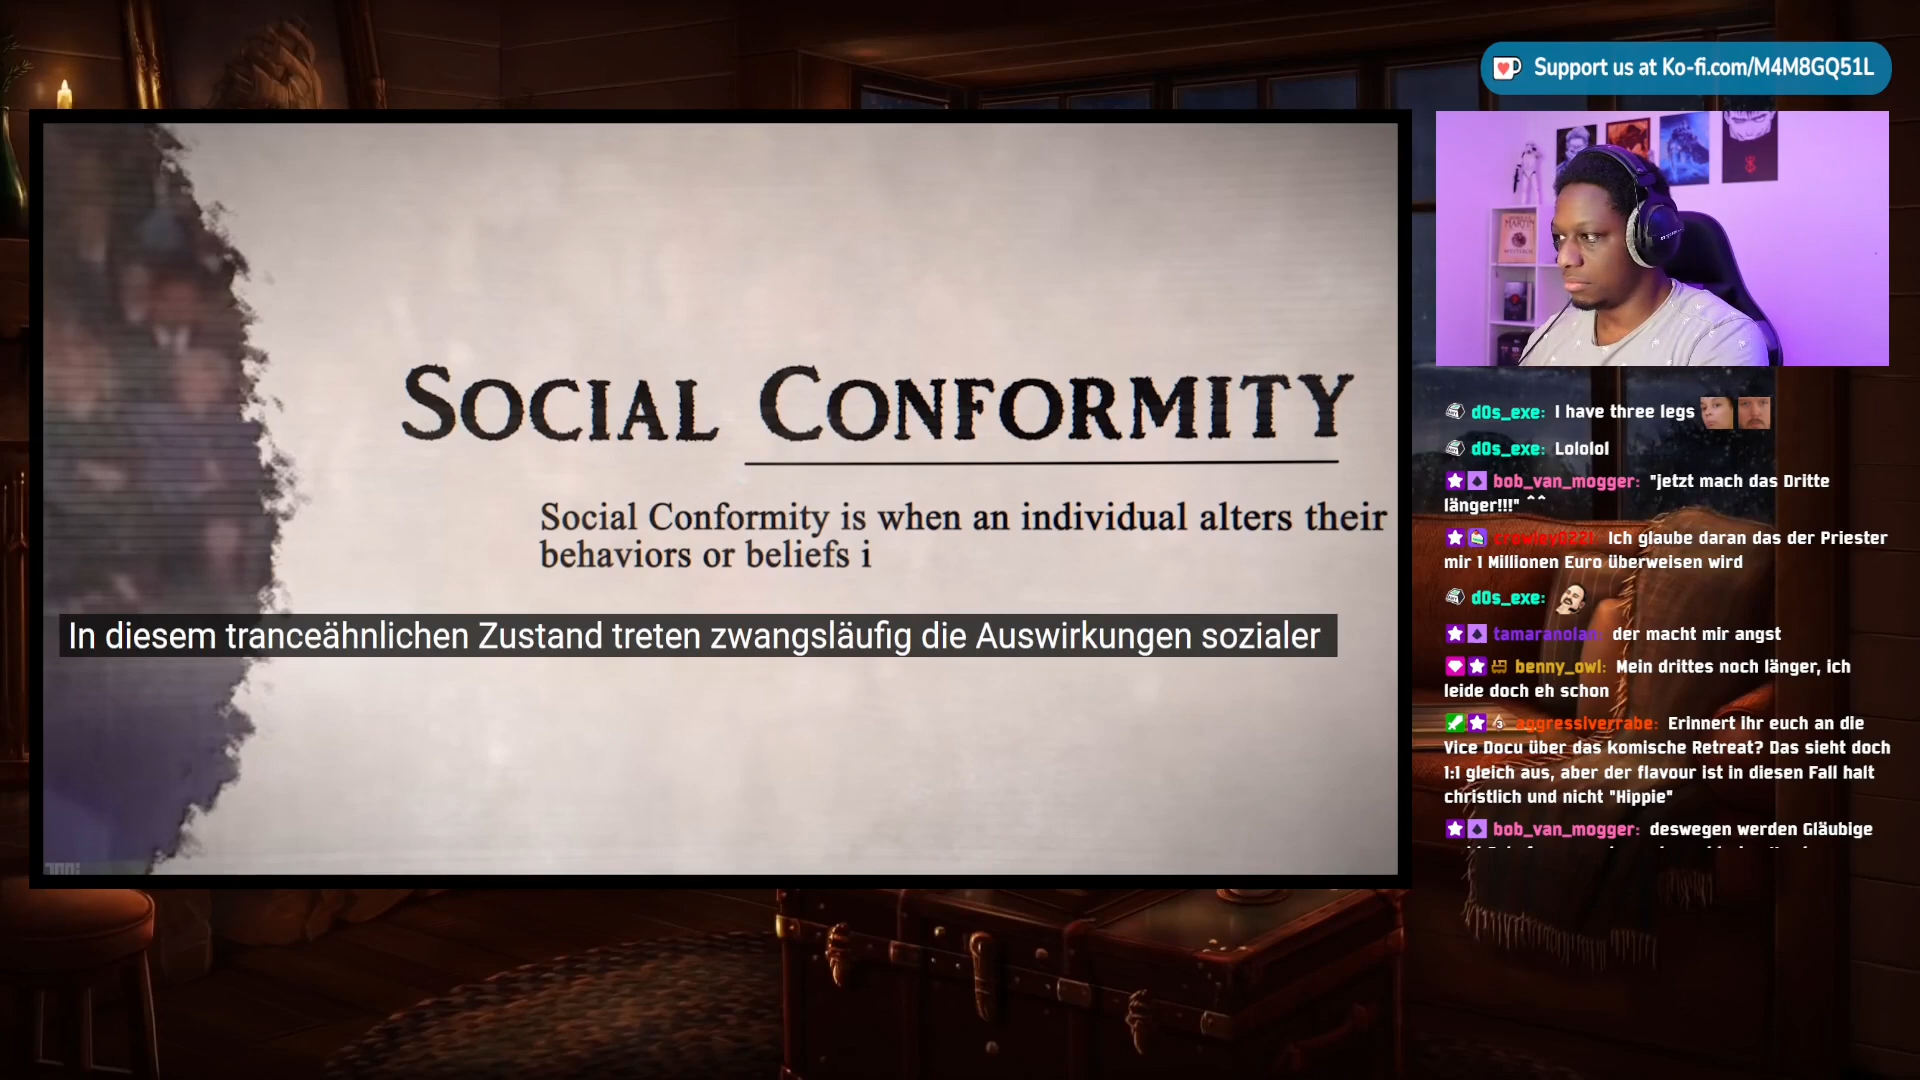 Support us at Ko-fi.com/M4M8GQ51L
SOCIAL CONFORMITY
Social Conformity is when an individual alters their
behaviors or beliefs i
In diesem tranceähnlichen Zustand treten zwangsläufig die Auswirkungen sozialer
d0s_exe: I have three legs
d0s_exe: Lololol
bob_van_mogger: "jetzt mach das Dritte
länger!!!" ^^
Ich glaube daran das der Priester
mir 1 Millionen Euro überweisen wird
d0s_exe:
tamaranolan: der macht mir angst
benny_owl: Mein drittes noch länger, ich
leide doch eh schon
aggressiverrabe: Erinnert ihr euch an die
Vice Docu über das komische Retreat? Das sieht doch
1:1 gleich aus, aber der flavour ist in diesen Fall halt
christlich und nicht "Hippie"
bob_van_mogger: deswegen werden Gläubige